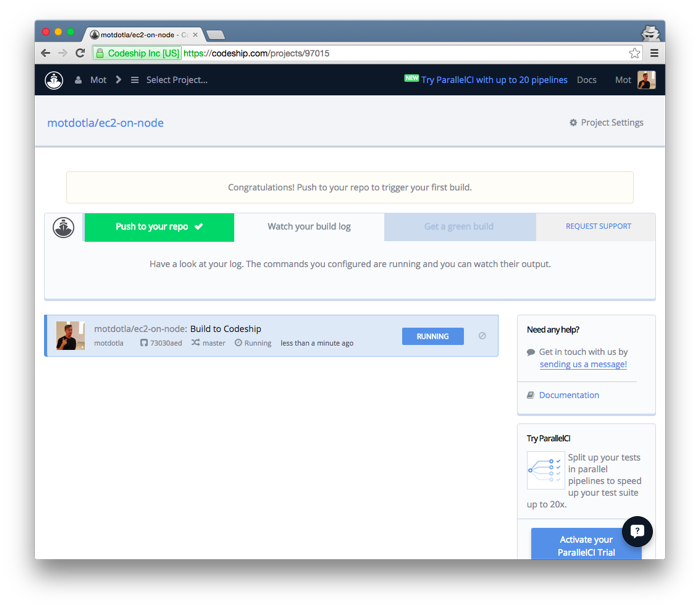 motdotla/ec2-on-node - Co
Codeship Inc [US] https://codeship.com/projects/97015
Mot Select Project... NEW Try ParallelCI with up to 20 pipelines Docs Mot
motdotla/ec2-on-node Project Settings
Congratulations! Push to your repo to trigger your first build.
Push to your repo Watch your build log Get a green build REQUEST SUPPORT
Have a look at your log. The commands you configured are running and you can watch their output.
motdotla/ec2-on-node: Build to Codeship
motdotla 73030aed master Running less than a minute ago
RUNNING
Need any help?
Get in touch with us by
sending us a message!
Documentation
Try ParallelCI
Split up your tests
in parallel
pipelines to speed
up your test suite
up to 20x.
Activate your
ParallelCI Trial